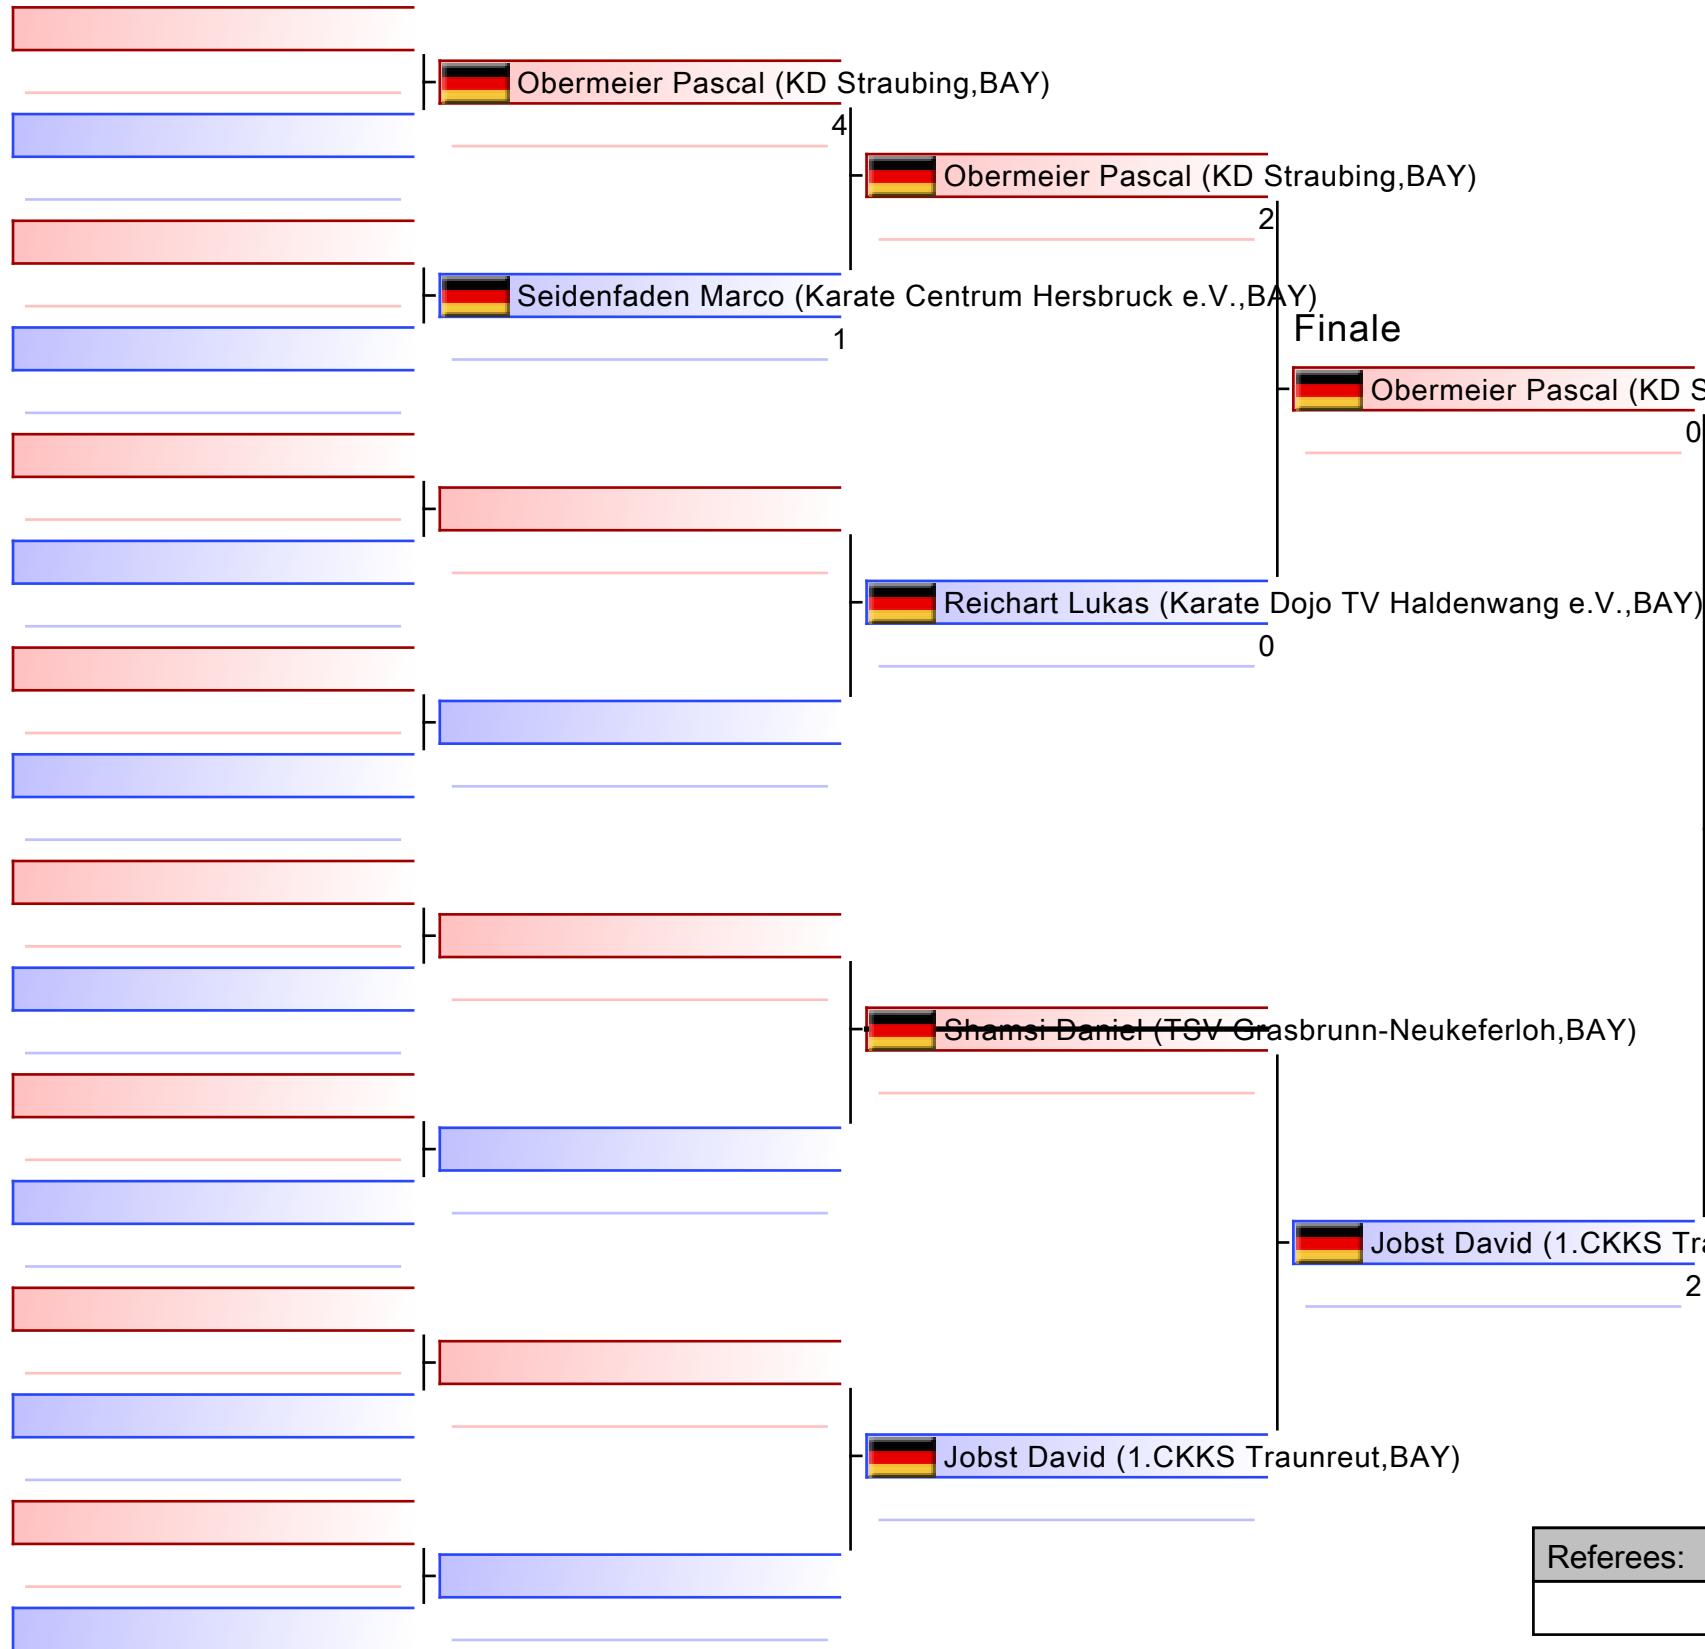 Obermeier Pascal (KD Straubing,BAY)
4
Obermeier Pascal (KD Straubing,BAY)
2
Seidenfaden Marco (Karate Centrum Hersbruck e.V.,BAY)
1
Finale
Obermeier Pascal (KD S
0
Reichart Lukas (Karate Dojo TV Haldenwang e.V.,BAY)
0
Shamsi Daniel (TSV Grasbrunn-Neukeferloh,BAY)
Jobst David (1.CKKS Tra
2
Jobst David (1.CKKS Traunreut,BAY)
Referees: